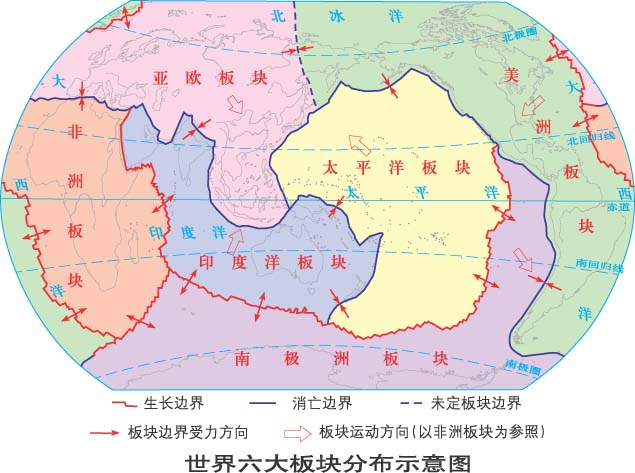 北冰洋
北极圈
大
亚欧板块
美洲板块
大西洋
非洲板块
北回归线
太平洋板块
太平洋
西
赤道
印度洋
印度洋板块
南回归线
洋
南极洲板块
南极圈
生长边界
消亡边界
未定板块边界
板块边界受力方向
板块运动方向(以非洲板块为参照)
世界六大板块分布示意图